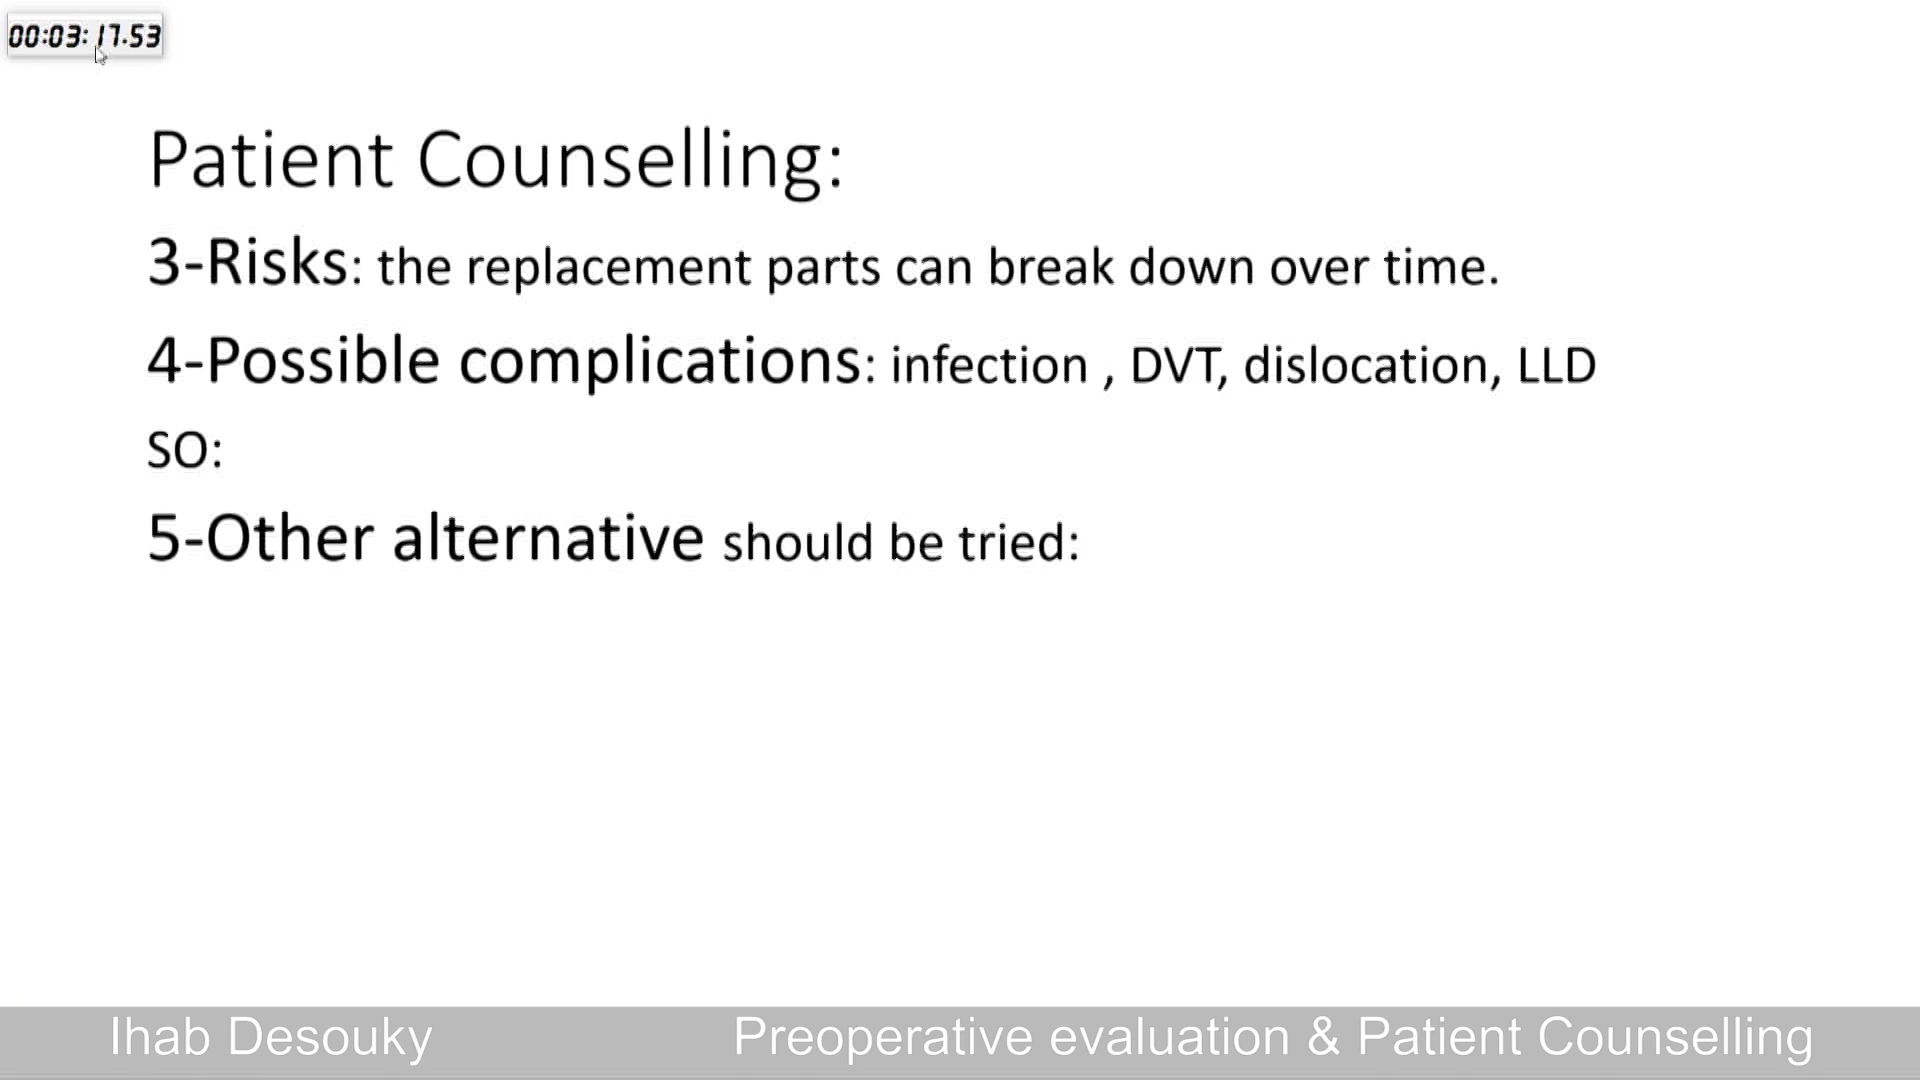 00:03:17.53
Patient Counselling:
3-Risks: the replacement parts can break down over time.
4-Possible complications: infection , DVT, dislocation, LLD
SO:
5-Other alternative should be tried:
Ihab Desouky
Preoperative evaluation & Patient Counselling